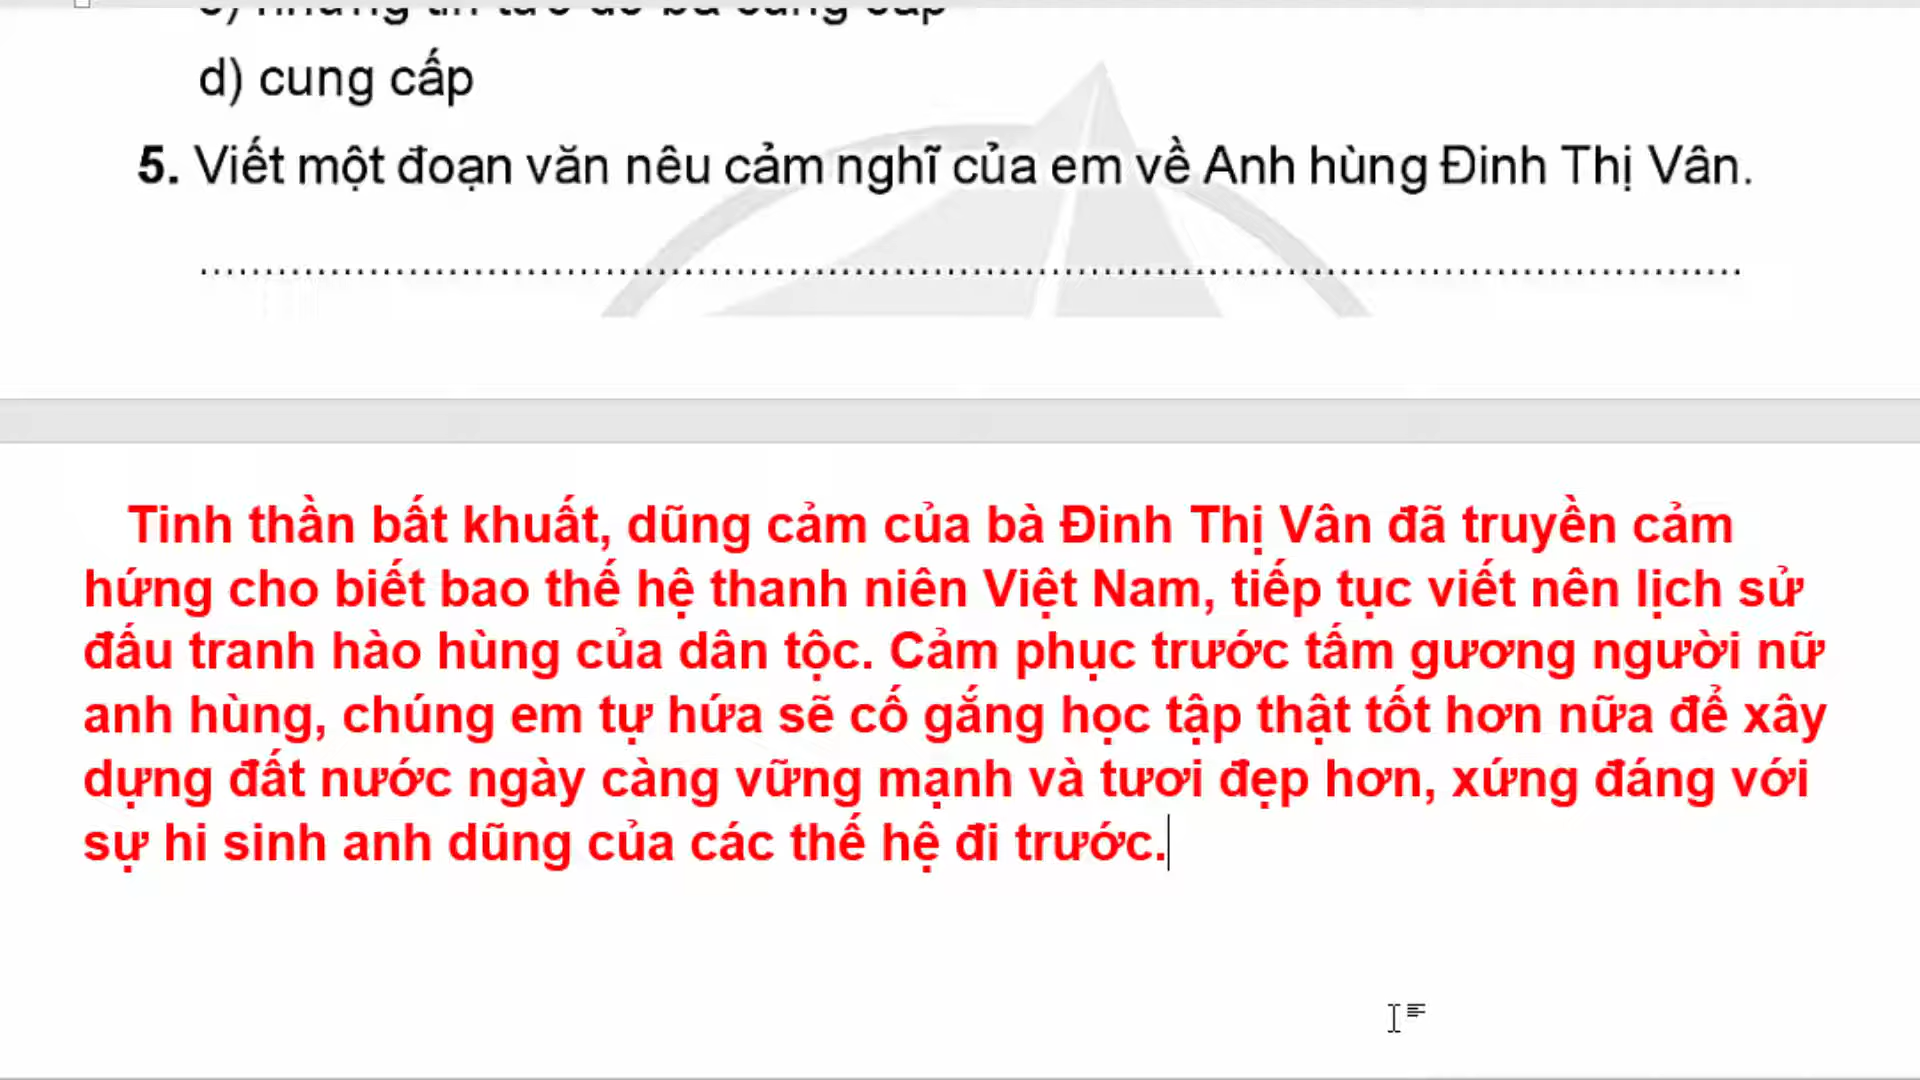 d) cung cấp
5. Viết một đoạn văn nêu cảm nghĩ của em về Anh hùng Đinh Thị Vân.
Tinh thần bất khuất, dũng cảm của bà Đinh Thị Vân đã truyền cảm
hứng cho biết bao thế hệ thanh niên Việt Nam, tiếp tục viết nên lịch sử
đấu tranh hào hùng của dân tộc. Cảm phục trước tấm gương người nữ
anh hùng, chúng em tự hứa sẽ cố gắng học tập thật tốt hơn nữa để xây
dựng đất nước ngày càng vững mạnh và tươi đẹp hơn, xứng đáng với
sự hi sinh anh dũng của các thế hệ đi trước.